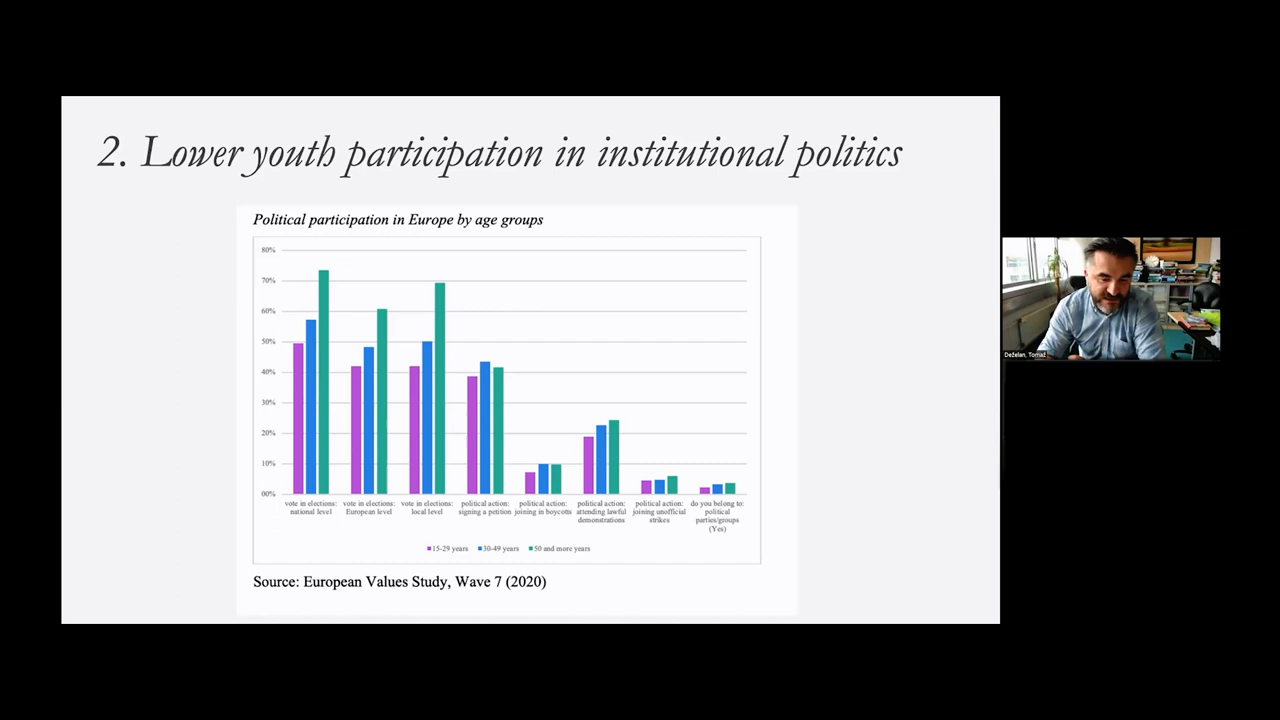 2. Lower youth participation in institutional politics
Political participation in Europe by age groups
80%
70%
60%
50%
40%
30%
20%
10%
00%
vote in elections:
national level
vote in elections:
European level
vote in elections:
local level
political action:
signing a petition
political action:
joining in boycotts
political action:
attending lawful
demonstrations
political action:
joining unofficial
strikes
do you belong to:
political
parties/groups
(Yes)
15-29 years 30-49 years 50 and more years
Source: European Values Study, Wave 7 (2020)
Deželan, Tomaž